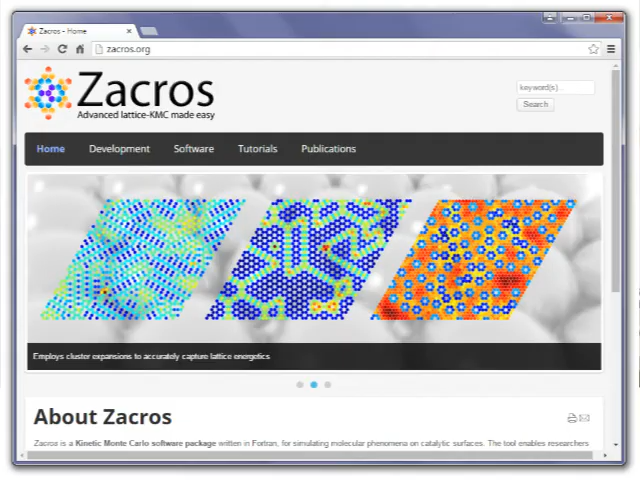 Zacros - Home
zacros.org
Zacros
Advanced lattice-KMC made easy
keyword(s)...
Search
Home Development Software Tutorials Publications
Employs cluster expansions to accurately capture lattice energetics
About Zacros
Zacros is a Kinetic Monte Carlo software package written in Fortran, for simulating molecular phenomena on catalytic surfaces. The tool enables researchers